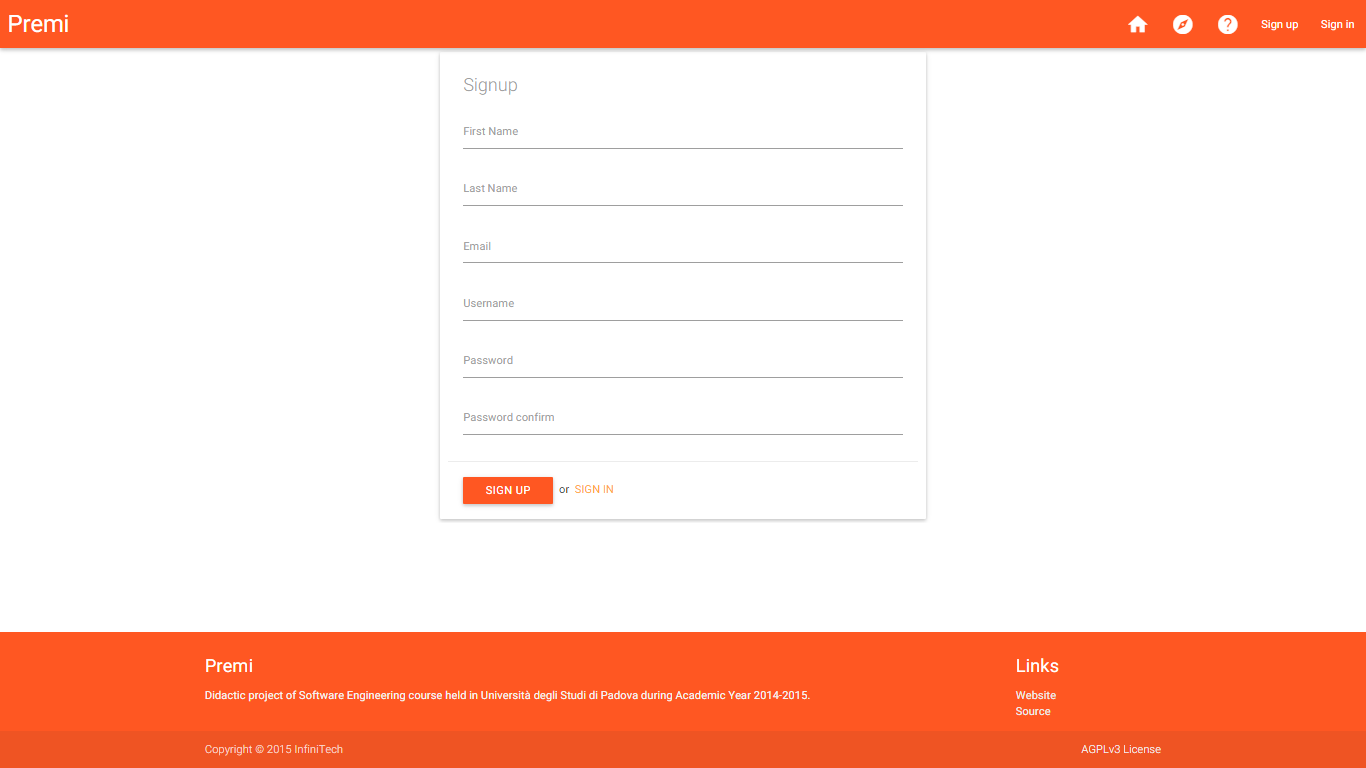 Premi
Sign up
Sign in
Signup
First Name
Last Name
Email
Username
Password
Password confirm
SIGN UP or SIGN IN
Premi
Didactic project of Software Engineering course held in Università degli Studi di Padova during Academic Year 2014-2015.
Links
Website
Source
Copyright © 2015 InfiniTech
AGPLv3 License